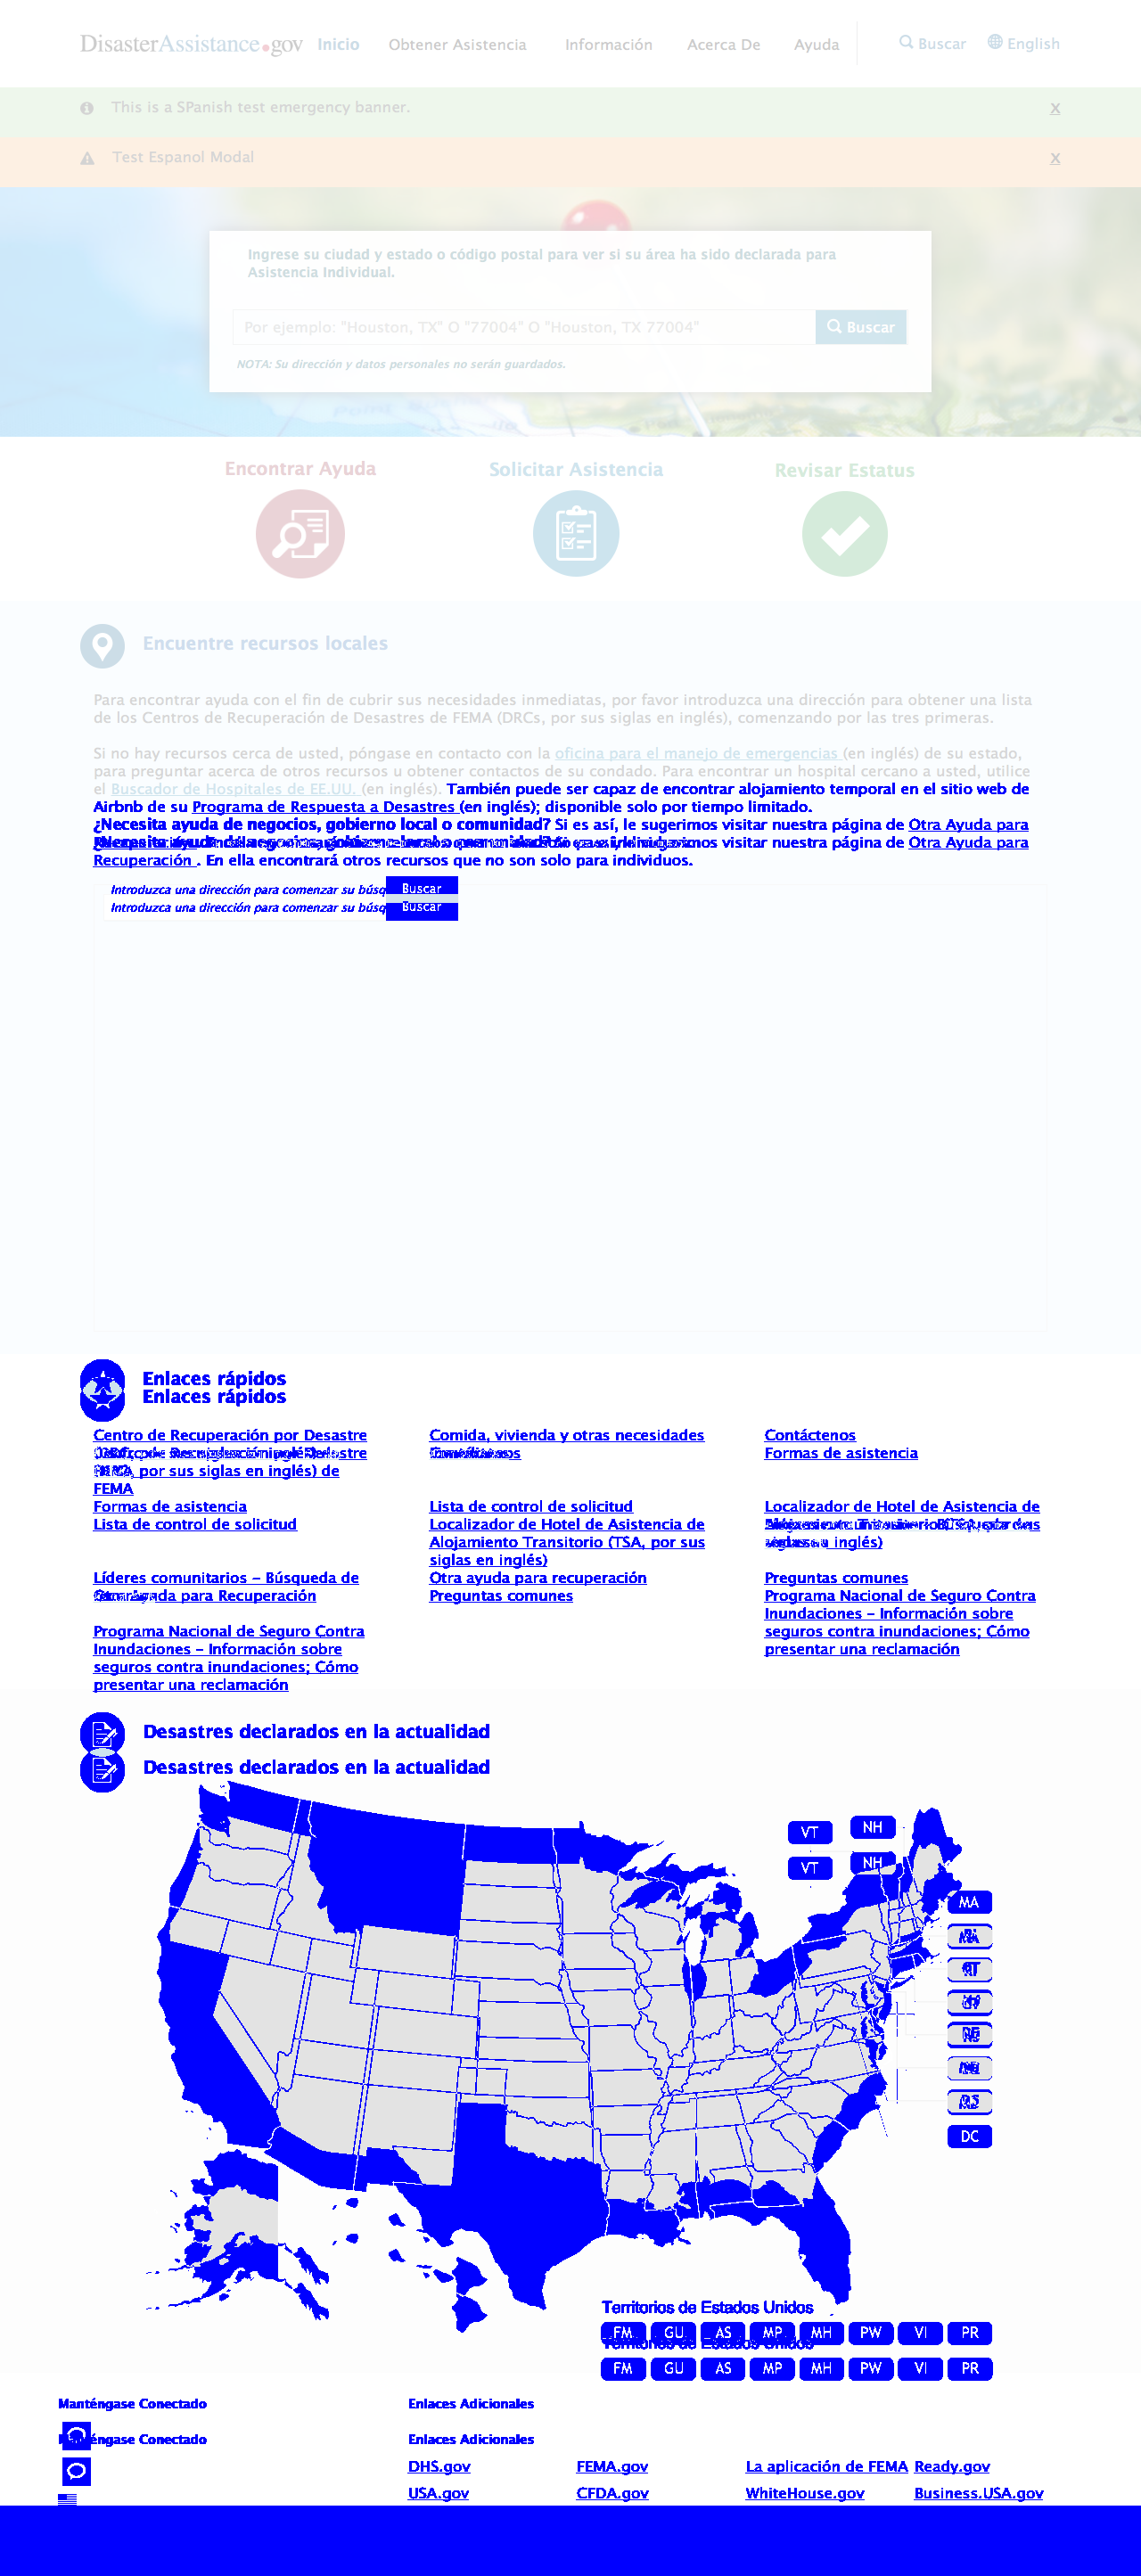 DisasterAssistance.gov Inicio Obtener Asistencia Información Acerca De Ayuda Buscar English
This is a SPanish test emergency banner. X
Test Espanol Modal X
Ingrese su ciudad y estado o código postal para ver si su área ha sido declarada para
Asistencia Individual.
Por ejemplo: "Houston, TX" O "77004" O "Houston, TX 77004" Buscar
NOTA: Su dirección y datos personales no serán guardados.
Encontrar Ayuda Solicitar Asistencia Revisar Estatus
Encuentre recursos locales
Para encontrar ayuda con el fin de cubrir sus necesidades inmediatas, por favor introduzca una dirección para obtener una lista
de los Centros de Recuperación de Desastres de FEMA (DRCs, por sus siglas en inglés), comenzando por las tres primeras.
Si no hay recursos cerca de usted, póngase en contacto con la oficina para el manejo de emergencias (en inglés) de su estado,
para preguntar acerca de otros recursos u obtener contactos de su condado. Para encontrar un hospital cercano a usted, utilice
el Buscador de Hospitales de EE.UU. (en inglés). También puede ser capaz de encontrar alojamiento temporal en el sitio web de
Airbnb de su Programa de Respuesta a Desastres (en inglés); disponible solo por tiempo limitado.
¿Necesita ayuda de negocios, gobierno local o comunidad? Si es así, le sugerimos visitar nuestra página de Otra Ayuda para
visitar nuestra página de Otra Ayuda para
Recuperación . En ella encontrará otros recursos que no son solo para individuos.
Introduzca una dirección para comenzar su búsq Buscar
Introduzca una dirección para comenzar su búsq Buscar
Enlaces rápidos
Enlaces rápidos
Centro de Recuperación por Desastre Comida, vivienda y otras necesidades Contáctenos
Formas de asistencia
por sus siglas en inglés) de
FEMA
Formas de asistencia Lista de control de solicitud Localizador de Hotel de Asistencia de
Lista de control de solicitud Localizador de Hotel de Asistencia de
Alojamiento Transitorio (TSA, por sus inglés)
siglas en inglés)
Líderes comunitarios – Búsqueda de Otra ayuda para recuperación Preguntas comunes
para Recuperación Preguntas comunes Programa Nacional de Seguro Contra
Inundaciones – Información sobre
Programa Nacional de Seguro Contra seguros contra inundaciones; Cómo
Inundaciones – Información sobre presentar una reclamación
seguros contra inundaciones; Cómo
presentar una reclamación
Desastres declarados en la actualidad
Desastres declarados en la actualidad
VT NH
VT NH
MA
DC
Territorios de Estados Unidos
FM GU AS MP MH PW VI PR
Territorios de Estados Unidos
FM GU AS MP MH PW VI PR
Manténgase Conectado Enlaces Adicionales
Conectado Enlaces Adicionales
DHS.gov FEMA.gov La aplicación de FEMA Ready.gov
USA.gov CFDA.gov WhiteHouse.gov Business.USA.gov